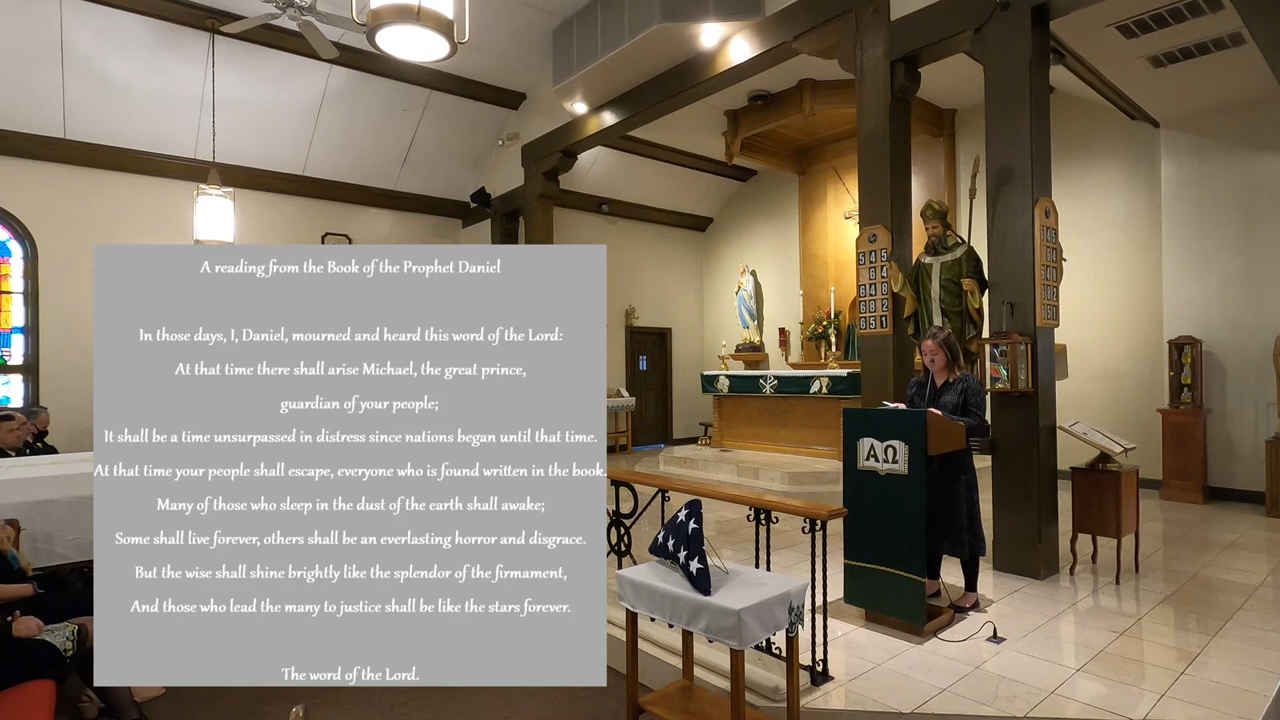 A reading from the Book of the Prophet Daniel
In those days, I, Daniel, mourned and heard this word of the Lord:
At that time there shall arise Michael, the great prince,
guardian of your people;
It shall be a time unsurpassed in distress since nations began until that time.
At that time your people shall escape, everyone who is found written in the book.
Many of those who sleep in the dust of the earth shall awake;
Some shall live forever, others shall be an everlasting horror and disgrace.
But the wise shall shine brightly like the splendor of the firmament,
And those who lead the many to justice shall be like the stars forever.
The word of the Lord.
545
64
648
682
651
ΑΩ